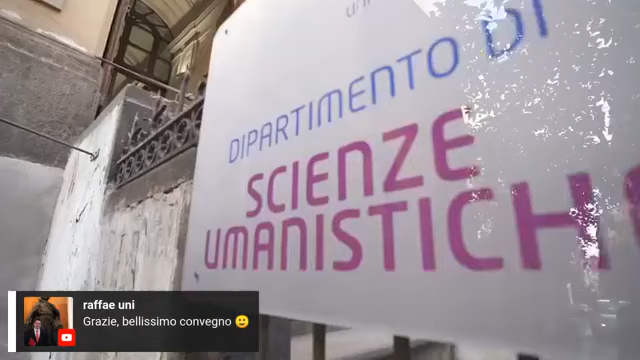 DIPARTIMENTO DI
SCIENZE
UMANISTICHE
raffae uni
Grazie, bellissimo convegno 🙂